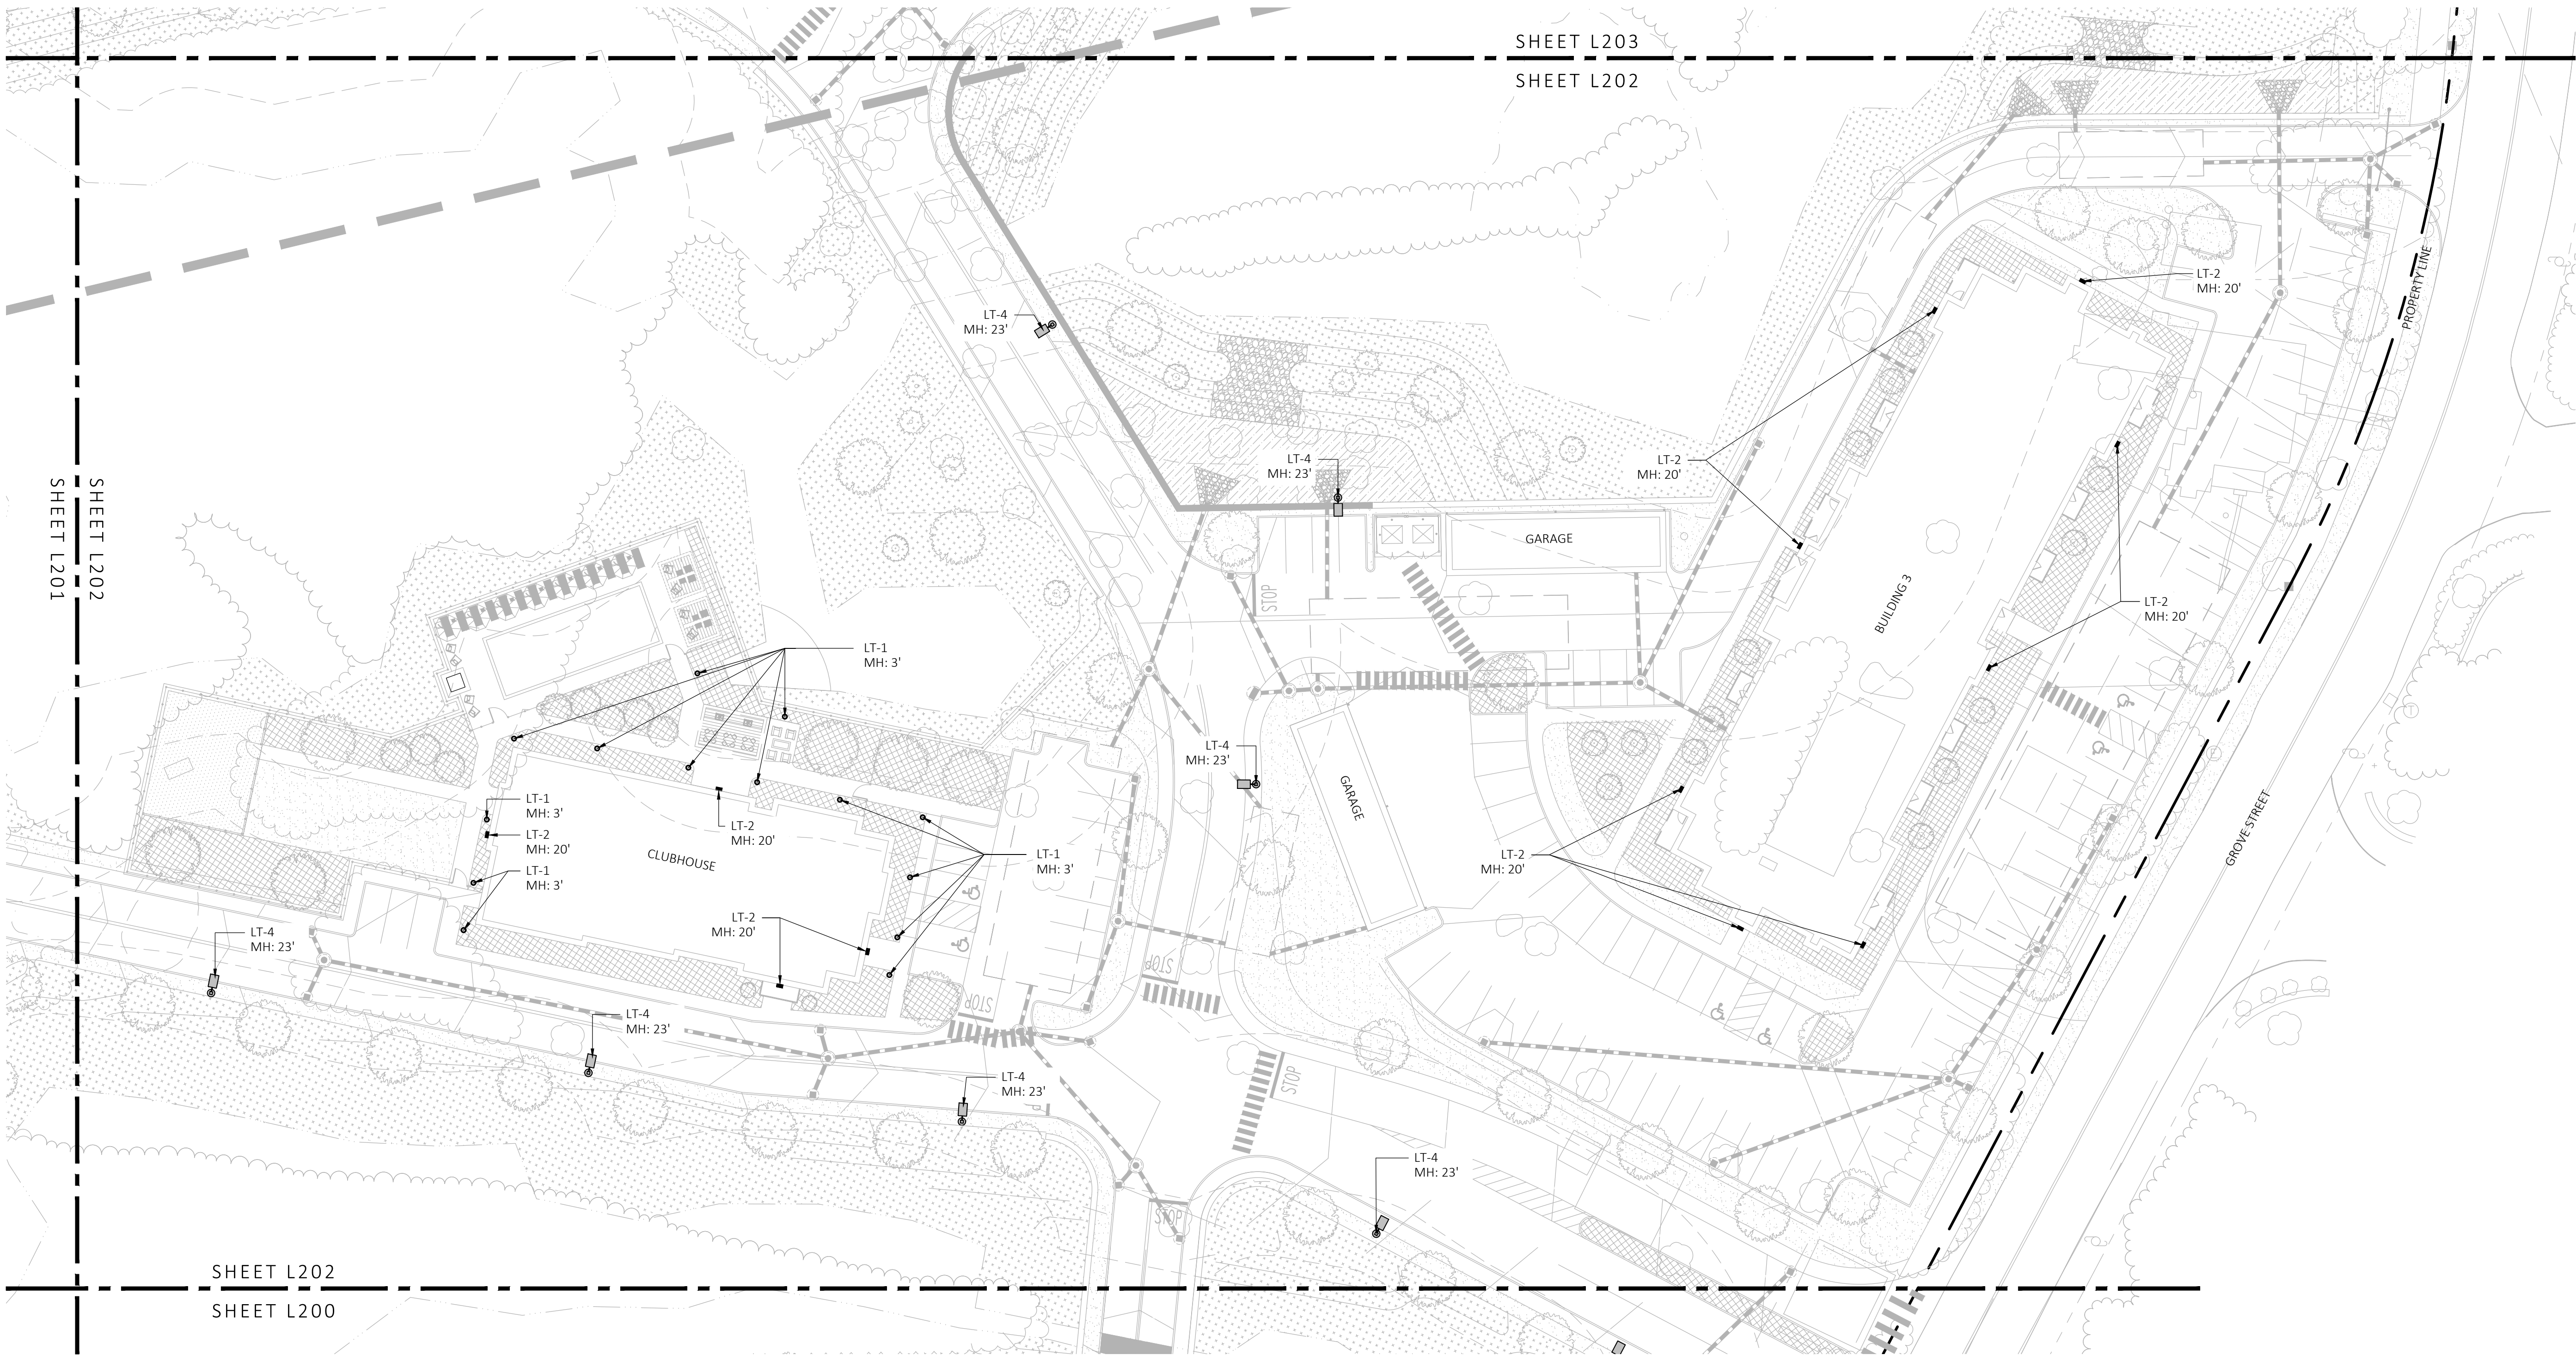 SHEET L203
SHEET L202
SHEET L201
SHEET L202
PROPERTY LINE
LT-2
MH: 20'
LT-4
MH: 23'
LT-4
MH: 23'
LT-2
MH: 20'
GARAGE
STOP
BUILDING 3
LT-2
MH: 20'
LT-1
MH: 3'
LT-4
MH: 23'
GARAGE
LT-1
MH: 3'
LT-2
MH: 20'
LT-2
MH: 20'
CLUBHOUSE
LT-1
MH: 3'
LT-1
MH: 3'
LT-2
MH: 20'
GROVE STREET
LT-2
MH: 20'
LT-4
MH: 23'
STOP
STOP
LT-4
MH: 23'
LT-4
MH: 23'
STOP
LT-4
MH: 23'
STOP
SHEET L202
SHEET L200